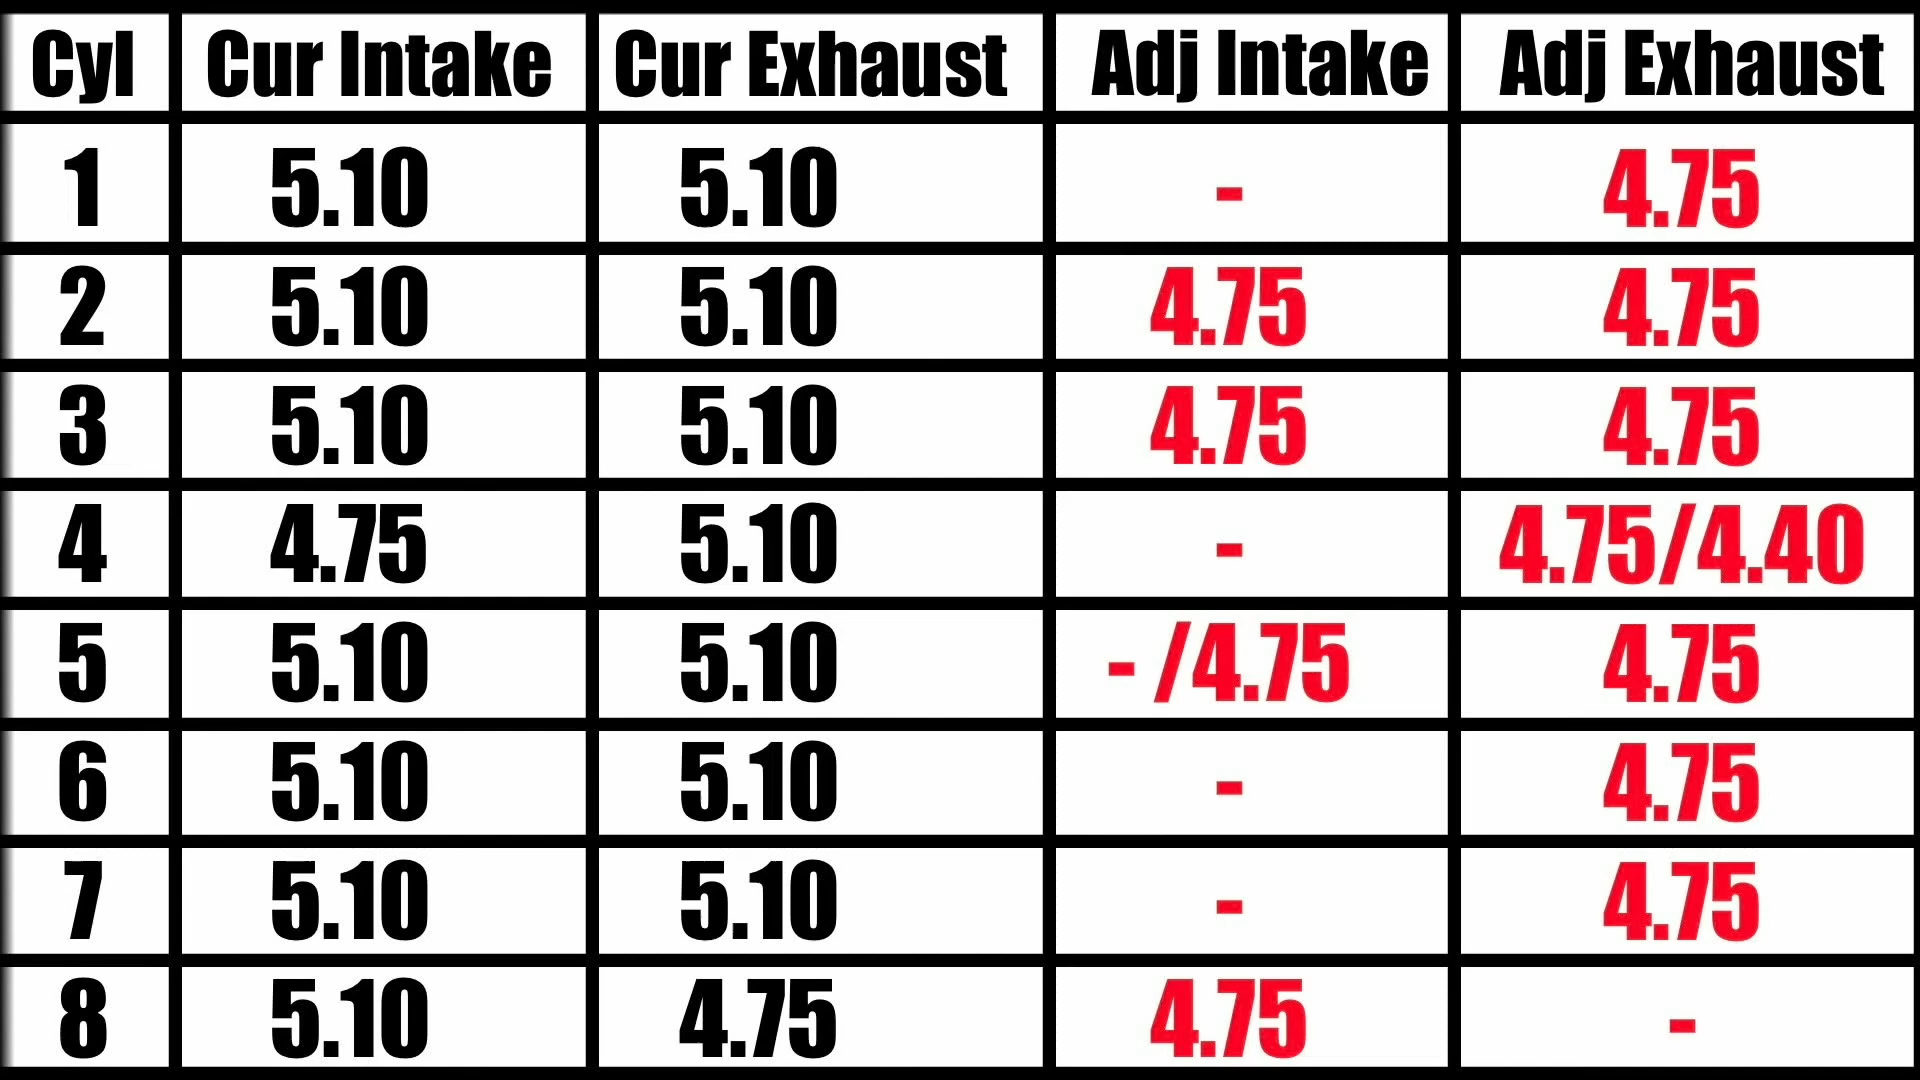 Cyl Cur Intake Cur Exhaust Adj Intake Adj Exhaust
1 5.10 5.10 - 4.75
2 5.10 5.10 4.75 4.75
3 5.10 5.10 4.75 4.75
4 4.75 5.10 - 4.75/4.40
5 5.10 5.10 - /4.75 4.75
6 5.10 5.10 - 4.75
7 5.10 5.10 - 4.75
8 5.10 4.75 4.75 -